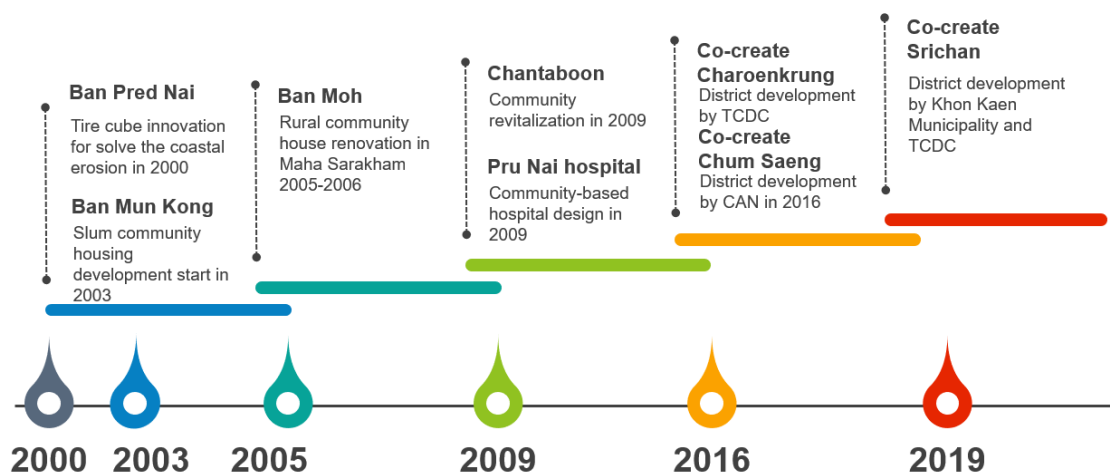 Ban Pred Nai
Tire cube innovation
for solve the coastal
erosion in 2000
Ban Mun Kong
Slum community
housing
development start in
2003
Ban Moh
Rural community
house renovation in
Maha Sarakham
2005-2006
Chantaboon
Community
revitalization in 2009
Pru Nai hospital
Community-based
hospital design in
2009
Co-create
Charoenkrung
District development
by TCDC
Co-create
Chum Saeng
District development
by CAN in 2016
Co-create
Srichan
District development
by Khon Kaen
Municipality and
TCDC
2000
2003
2005
2009
2016
2019